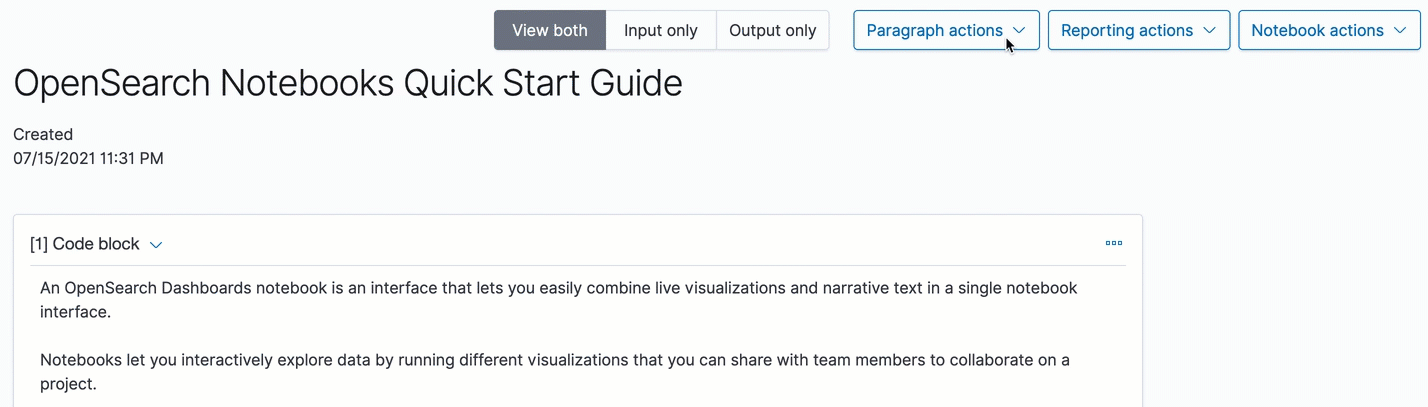 View both Input only Output only Paragraph actions Reporting actions Notebook actions
OpenSearch Notebooks Quick Start Guide
Created
07/15/2021 11:31 PM
[1] Code block
An OpenSearch Dashboards notebook is an interface that lets you easily combine live visualizations and narrative text in a single notebook
interface.
Notebooks let you interactively explore data by running different visualizations that you can share with team members to collaborate on a
project.